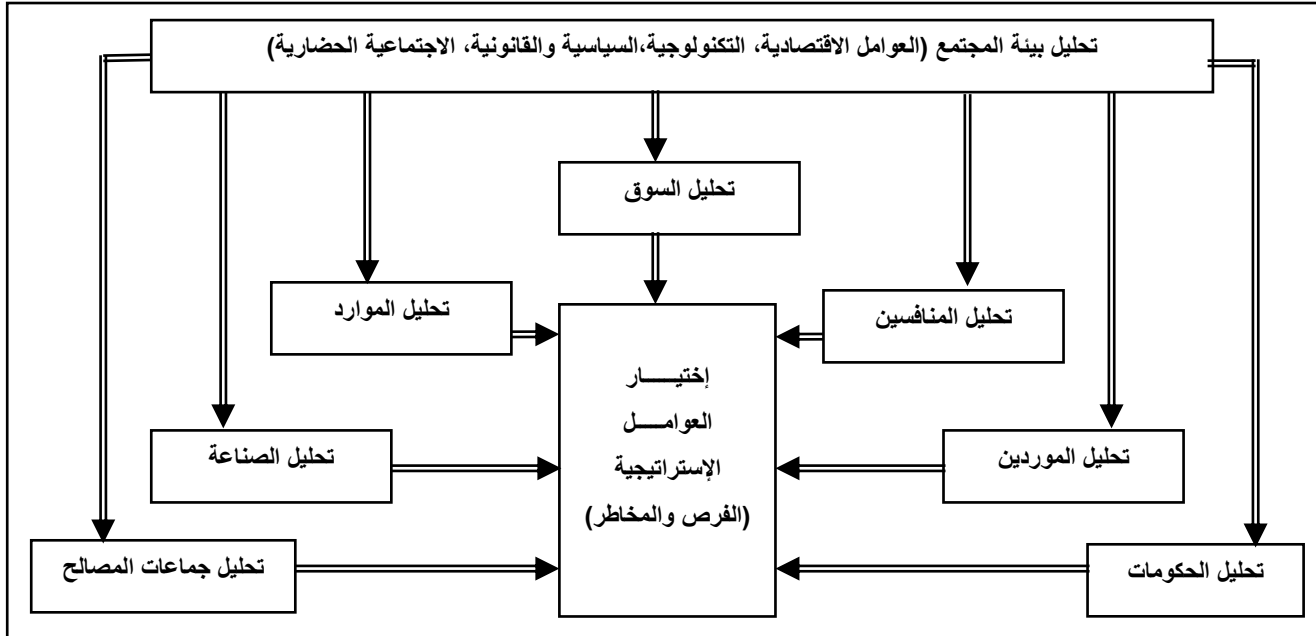 تحليل بيئة المجتمع (العوامل الاقتصادية، التكنولوجية،السياسية والقانونية، الاجتماعية الحضارية)
تحليل السوق
تحليل المنافسين
تحليل الموارد
إختيـــــار
العوامـــــل
الإستراتيجية
(الفرص والمخاطر)
تحليل الموردين
تحليل الصناعة
تحليل الحكومات
تحليل جماعات المصالح